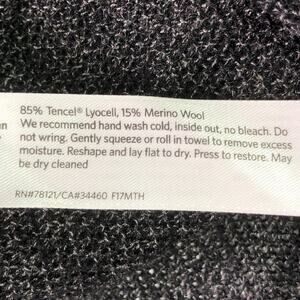 85% Tencel® Lyocell, 15% Merino Wool
We recommend hand wash cold, inside out, no bleach. Do
not wring. Gently squeeze or roll in towel to remove excess
moisture. Reshape and lay flat to dry. Press to restore. May
be dry cleaned
RN#78121/CA#34460 F17MTH